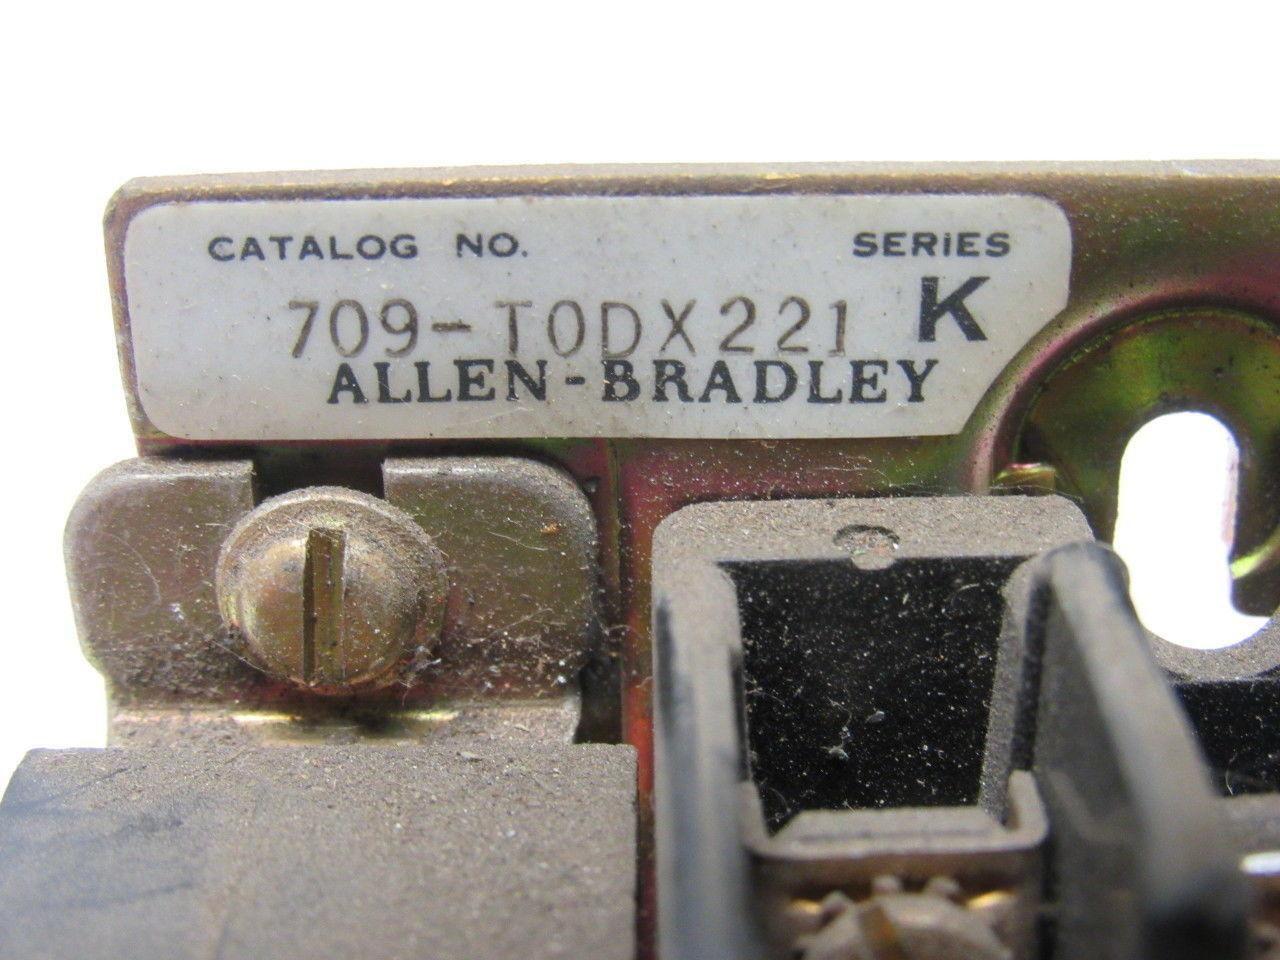 CATALOG NO. SERIES
709-TODX221 K
ALLEN-BRADLEY